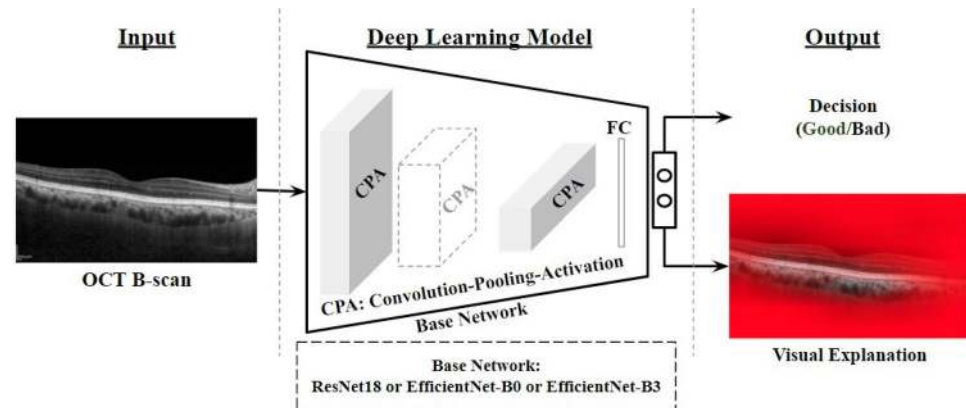 Input
Deep Learning Model
Output
CPA
CPA
CPA
FC
Decision
(Good/Bad)
OCT B-scan
CPA: Convolution-Pooling-Activation
Base Network
Visual Explanation
Base Network:
ResNet18 or EfficientNet-B0 or EfficientNet-B3